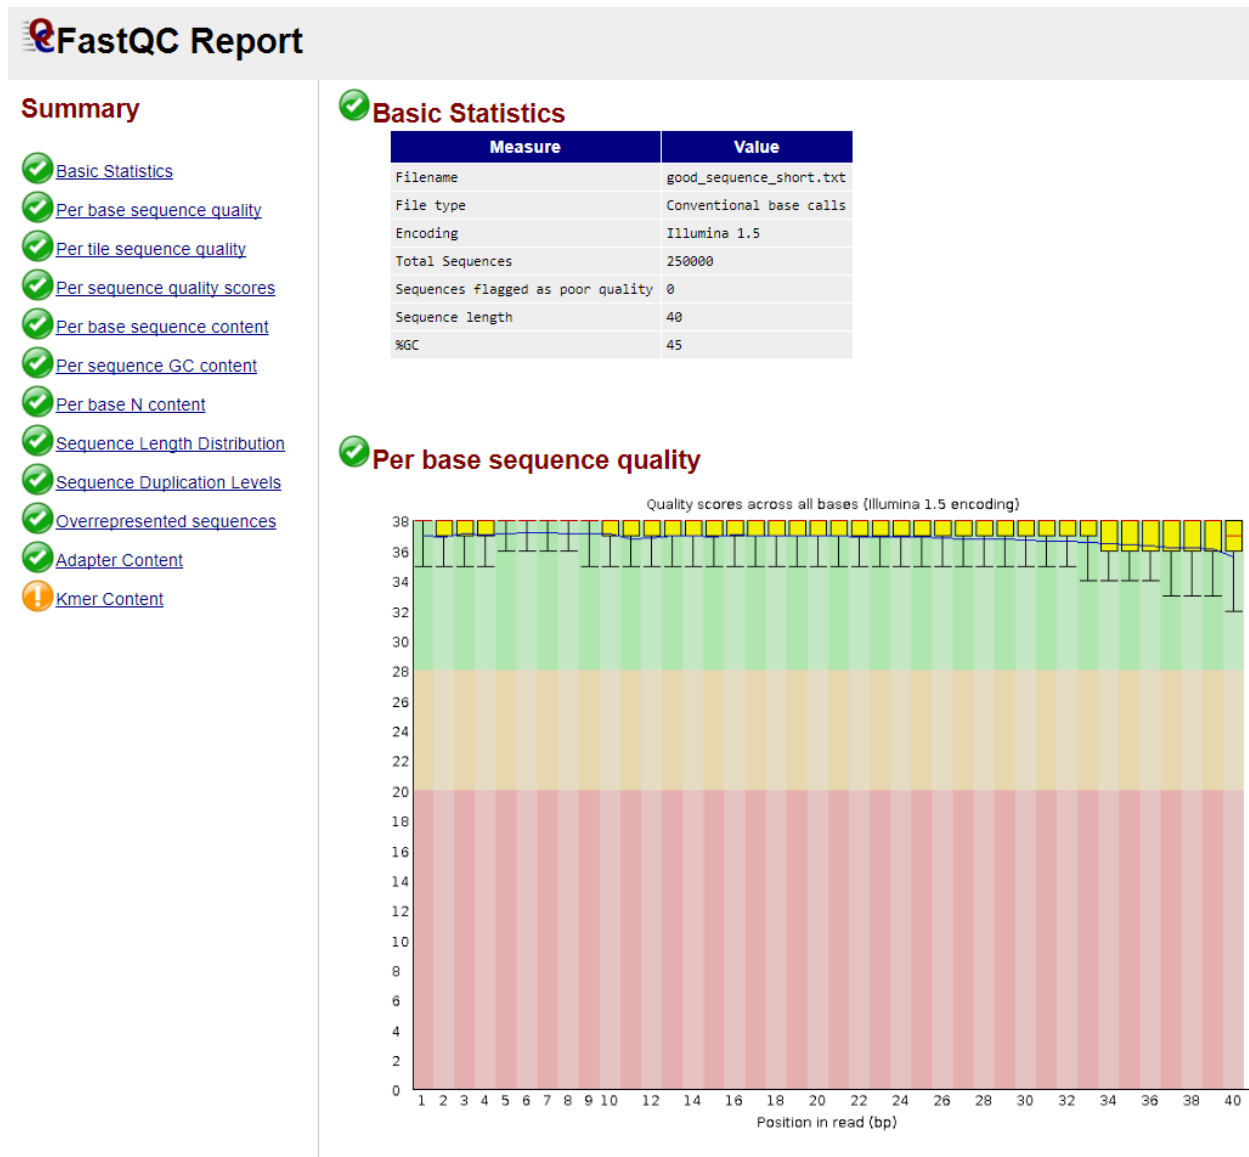 FastQC Report
Summary
Basic Statistics
Per base sequence quality
Per tile sequence quality
Per sequence quality scores
Per base sequence content
Per sequence GC content
Per base N content
Sequence Length Distribution
Sequence Duplication Levels
Overrepresented sequences
Adapter Content
Kmer Content
Basic Statistics
Measure Value
Filename good_sequence_short.txt
File type Conventional base calls
Encoding Illumina 1.5
Total Sequences 250000
Sequences flagged as poor quality 0
Sequence length 40
%GC 45
Per base sequence quality
Quality scores across all bases (Illumina 1.5 encoding)
38
36
34
32
30
28
26
24
22
20
18
16
14
12
10
8
6
4
2
0
1 2 3 4 5 6 7 8 9 10 12 14 16 18 20 22 24 26 28 30 32 34 36 38 40
Position in read (bp)